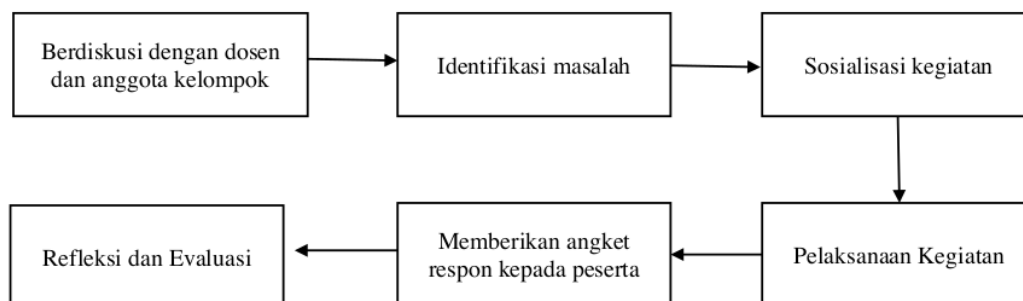 Berdiskusi dengan dosen
dan anggota kelompok
Identifikasi masalah
Sosialisasi kegiatan
Pelaksanaan Kegiatan
Memberikan angket
respon kepada peserta
Refleksi dan Evaluasi